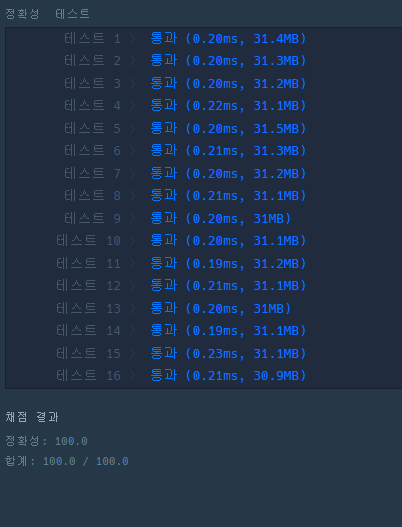 정확성 테스트
테스트 1 〉 통과 (0.20ms, 31.4MB)
테스트 2 〉 통과 (0.20ms, 31.3MB)
테스트 3 〉 통과 (0.20ms, 31.2MB)
테스트 4 〉 통과 (0.22ms, 31.1MB)
테스트 5 〉 통과 (0.20ms, 31.5MB)
테스트 6 〉 통과 (0.21ms, 31.3MB)
테스트 7 〉 통과 (0.20ms, 31.2MB)
테스트 8 〉 통과 (0.21ms, 31.1MB)
테스트 9 〉 통과 (0.20ms, 31MB)
테스트 10 〉 통과 (0.20ms, 31.1MB)
테스트 11 〉 통과 (0.19ms, 31.2MB)
테스트 12 〉 통과 (0.21ms, 31.1MB)
테스트 13 〉 통과 (0.20ms, 31MB)
테스트 14 〉 통과 (0.19ms, 31.1MB)
테스트 15 〉 통과 (0.23ms, 31.1MB)
테스트 16 〉 통과 (0.21ms, 30.9MB)
채점 결과
정확성: 100.0
합계: 100.0 / 100.0